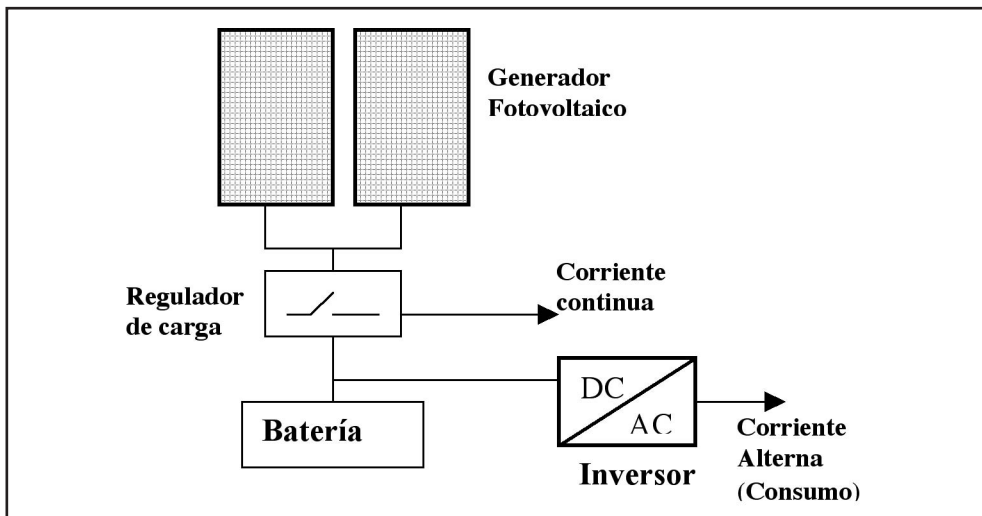 Generador
Fotovoltaico
Corriente
continua
Regulador
de carga
DC
AC
Batería
Inversor
Corriente
Alterna
(Consumo)